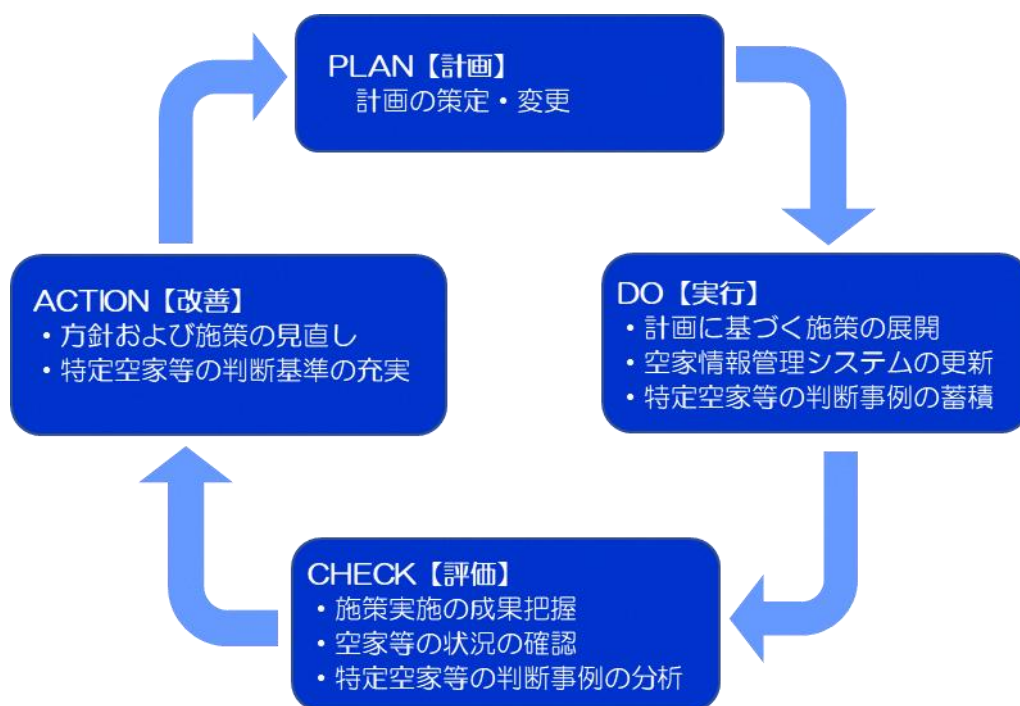 PLAN【計画】
計画の策定・変更
DO【実行】
・計画に基づく施策の展開
・空家情報管理システムの更新
・特定空家等の判断事例の蓄積
CHECK【評価】
・施策実施の成果把握
・空家等の状況の確認
・特定空家等の判断事例の分析
ACTION【改善】
・方針および施策の見直し
・特定空家等の判断基準の充実